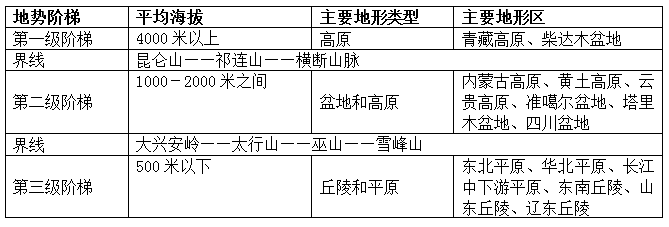 地势阶梯 平均海拔 主要地形类型 主要地形区
第一级阶梯 4000 米以上 高原 青藏高原、柴达木盆地
界线 昆仑山——祁连山——横断山脉
第二级阶梯 1000－2000 米之间 盆地和高原 内蒙古高原、黄土高原、云
贵高原、准噶尔盆地、塔里
木盆地、四川盆地
界线 大兴安岭——太行山——巫山——雪峰山
第三级阶梯 500 米以下 丘陵和平原 东北平原、华北平原、长江
中下游平原、东南丘陵、山
东丘陵、辽东丘陵